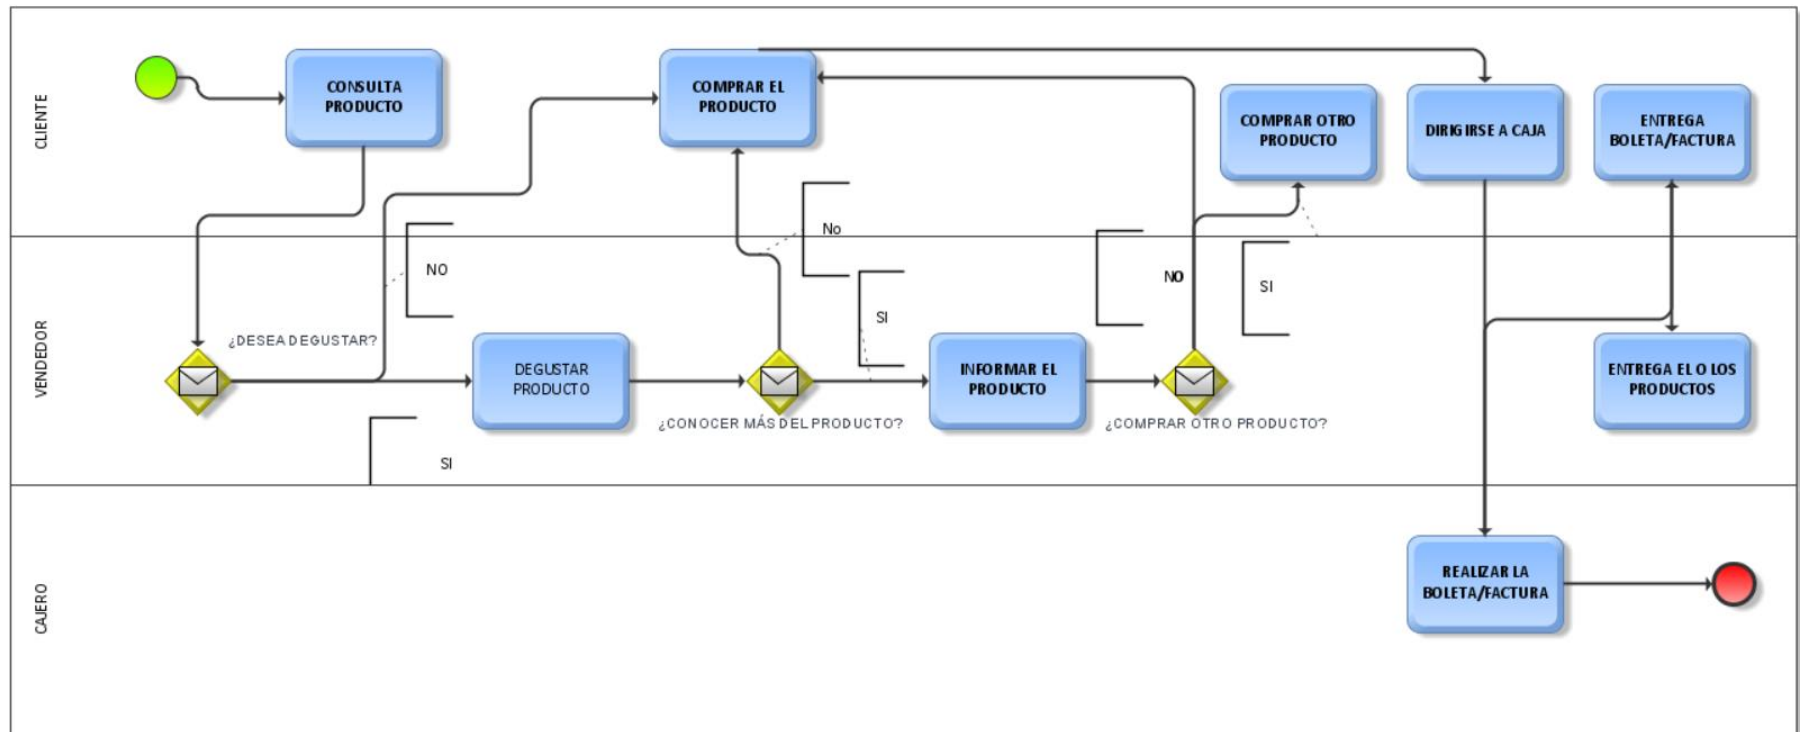 CLIENTE
CONSULTA
PRODUCTO
COMPRAR EL
PRODUCTO
COMPRAR OTRO
PRODUCTO
DIRIGIRSE A CAJA
ENTREGA
BOLETA/FACTURA
No
VENDEDOR
NO
NO
SI
SI
¿DESEA DEGUSTAR?
DEGUSTAR
PRODUCTO
INFORMAR EL
PRODUCTO
ENTREGA EL O LOS
PRODUCTOS
¿CONOCER MÁS DEL PRODUCTO?
¿COMPRAR OTRO PRODUCTO?
SI
CAJERO
REALIZAR LA
BOLETA/FACTURA